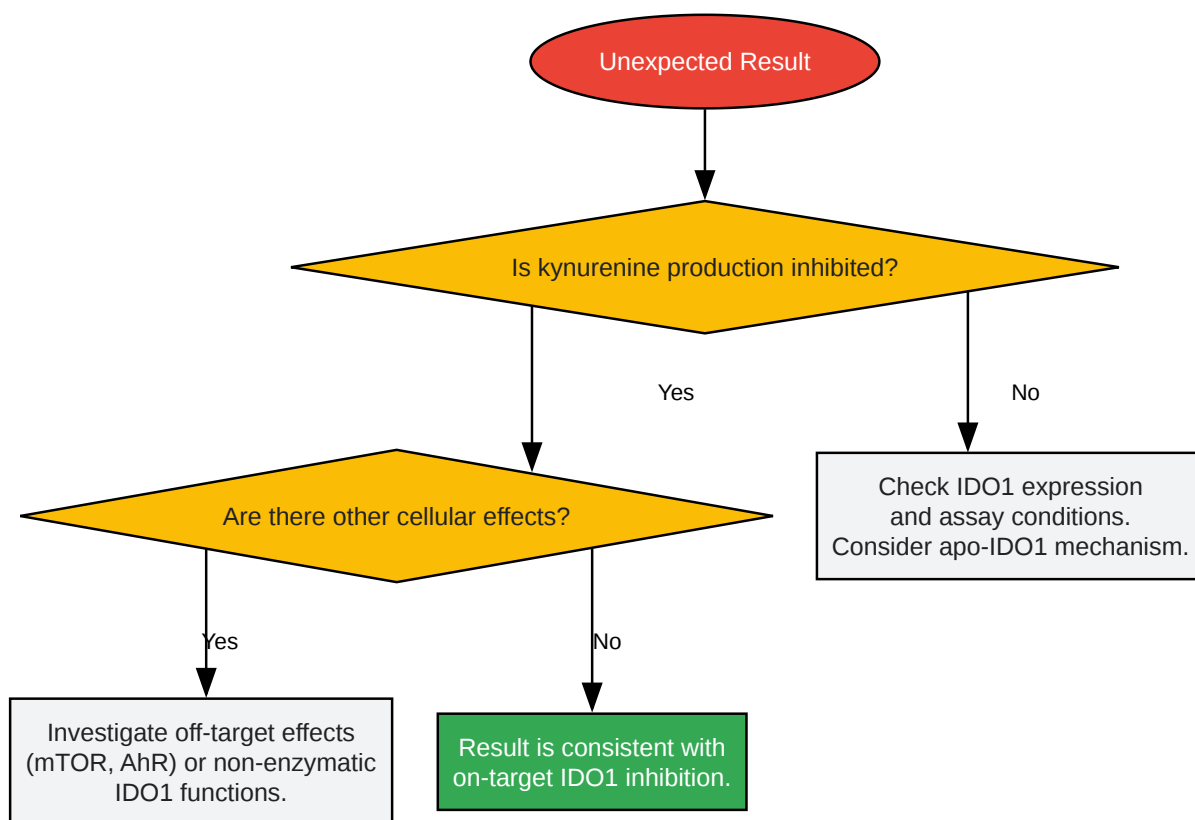 Unexpected Result
Is kynurenine production inhibited?
Yes
No
Are there other cellular effects?
Check IDO1 expression
and assay conditions.
Consider apo-IDO1 mechanism.
Yes
No
Investigate off-target effects
(mTOR, AhR) or non-enzymatic
IDO1 functions.
Result is consistent with
on-target IDO1 inhibition.